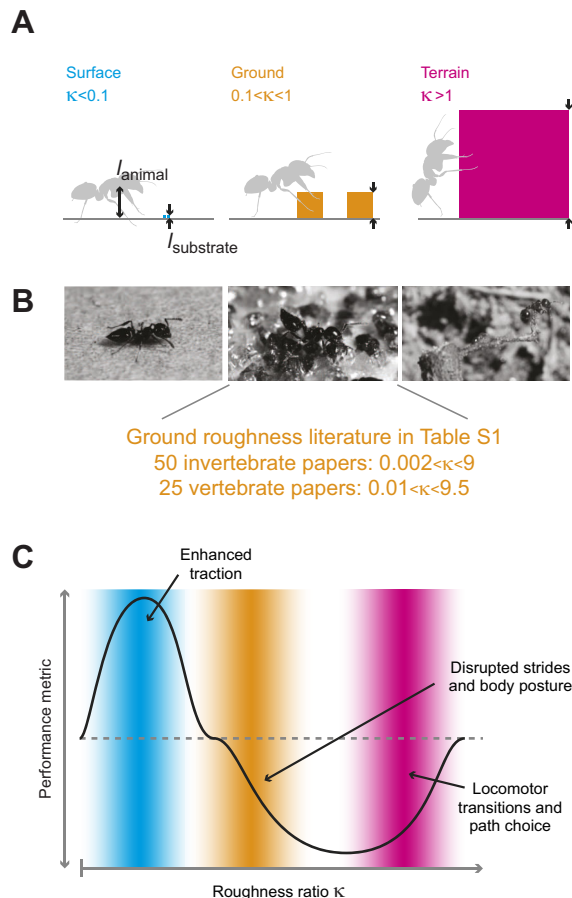 A
Surface
κ<0.1
Ground
0.1<κ<1
Terrain
κ>1
lanimal
lsubstrate
B
Ground roughness literature in Table S1
50 invertebrate papers: 0.002<κ<9
25 vertebrate papers: 0.01<κ<9.5
C
Enhanced
traction
Disrupted strides
and body posture
Locomotor
transitions and
path choice
Performance metric
Roughness ratio κ